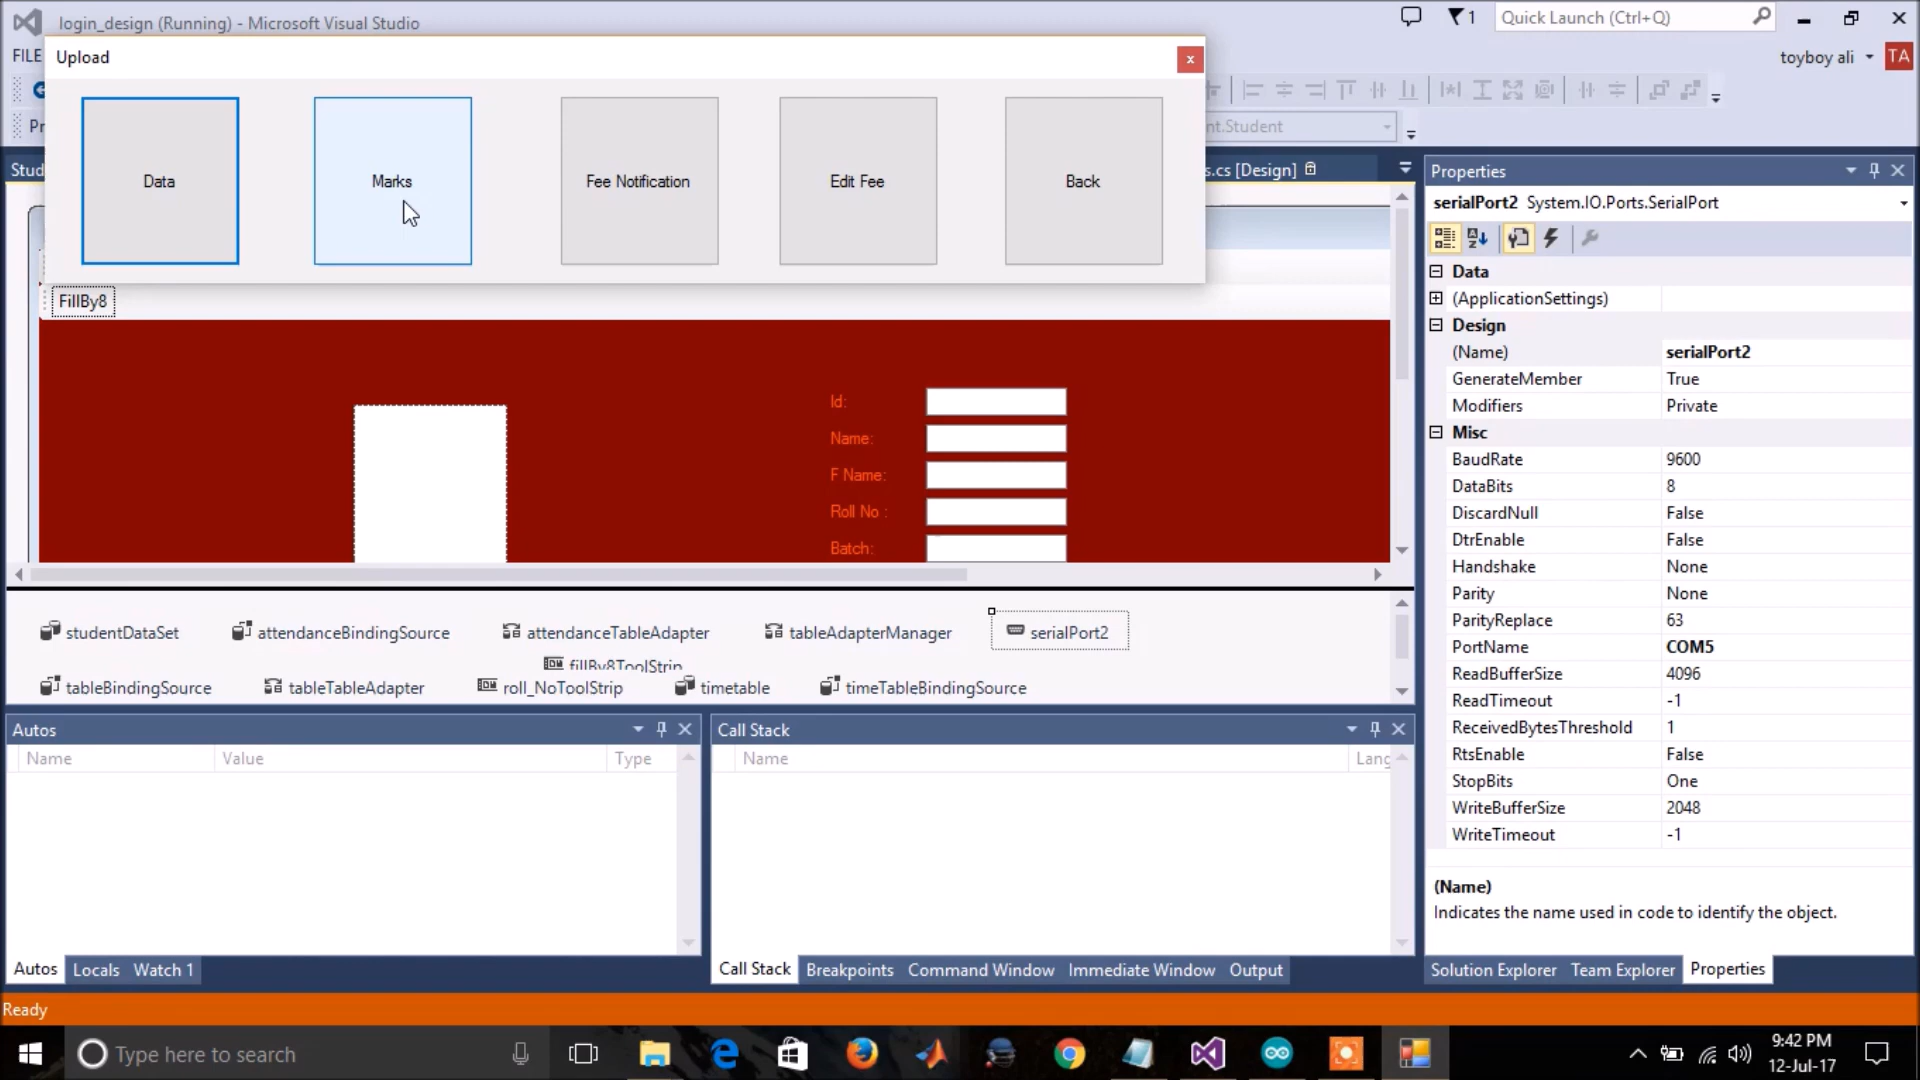 login_design (Running) - Microsoft Visual Studio
1
Quick Launch (Ctrl+Q)
FILE
toyboy ali
TA
Upload
x
Data
Marks
Fee Notification
Edit Fee
Back
Pr
nt.Student
Stud
s.cs [Design]
FillBy8
Id:
Name:
F Name:
Roll No :
Batch:
studentDataSet
attendanceBindingSource
attendanceTableAdapter
tableAdapterManager
serialPort2
fillBy8ToolStrip
tableBindingSource
tableTableAdapter
roll_NoToolStrip
timetable
timeTableBindingSource
Properties
serialPort2 System.IO.Ports.SerialPort
Data
(ApplicationSettings)
Design
(Name) serialPort2
GenerateMember True
Modifiers Private
Misc
BaudRate 9600
DataBits 8
DiscardNull False
DtrEnable False
Handshake None
Parity None
ParityReplace 63
PortName COM5
ReadBufferSize 4096
ReadTimeout -1
ReceivedBytesThreshold 1
RtsEnable False
StopBits One
WriteBufferSize 2048
WriteTimeout -1
(Name)
Indicates the name used in code to identify the object.
Solution Explorer Team Explorer Properties
Autos
Name Value Type
Autos Locals Watch 1
Call Stack
Name Lang
Call Stack Breakpoints Command Window Immediate Window Output
Ready
Type here to search
9:42 PM
12-Jul-17